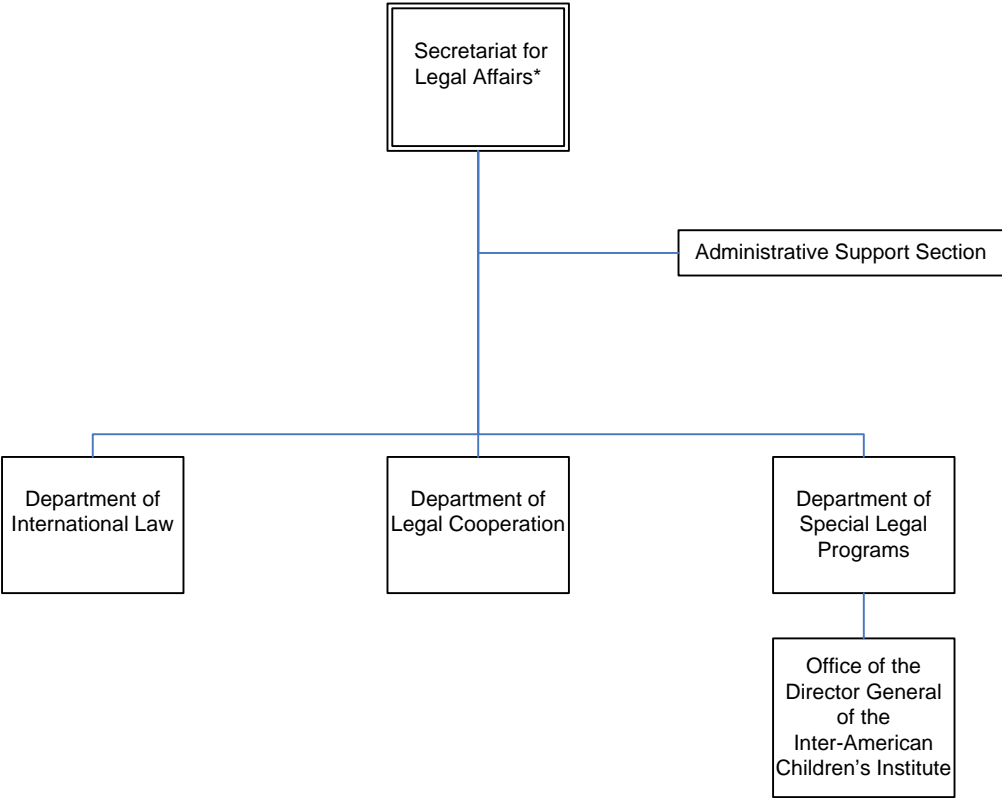 Secretariat for
Legal Affairs*
Administrative Support Section
Department of
International Law
Department of
Legal Cooperation
Department of
Special Legal
Programs
Office of the
Director General
of the
Inter-American
Children’s Institute